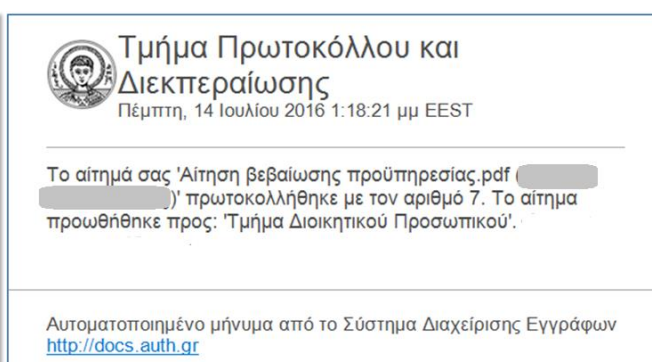 Τμήμα Πρωτοκόλλου και
Διεκπεραίωσης
Πέμπτη, 14 Ιουλίου 2016 1:18:21 μμ EEST
Το αίτημά σας 'Αίτηση βεβαίωσης προϋπηρεσίας.pdf (
)' πρωτοκολλήθηκε με τον αριθμό 7. Το αίτημα
προωθήθηκε προς: 'Τμήμα Διοικητικού Προσωπικού'.
Αυτοματοποιημένο μήνυμα από το Σύστημα Διαχείρισης Εγγράφων
http://docs.auth.gr